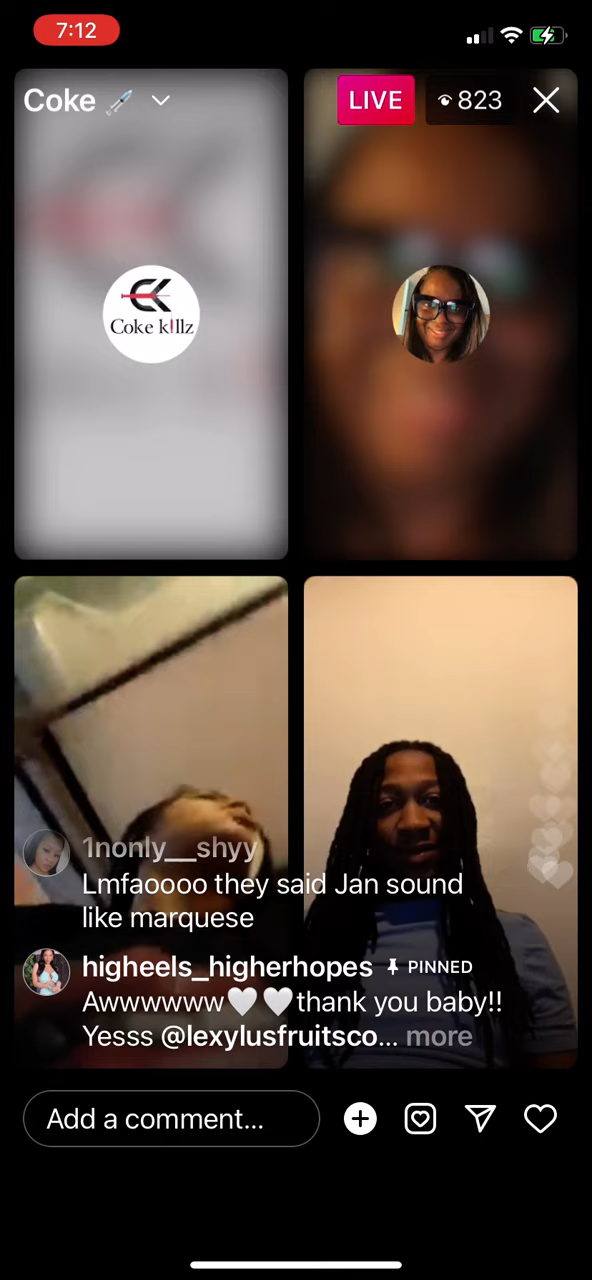 7:12
Coke
LIVE
823
Coke k!llz
1nonly__shyy
Lmfaoooo they said Jan sound
like marquese
higheels_higherhopes PINNED
Awwwwww🤍🤍thank you baby!!
Yesss @lexylusfruitsco... more
Add a comment...